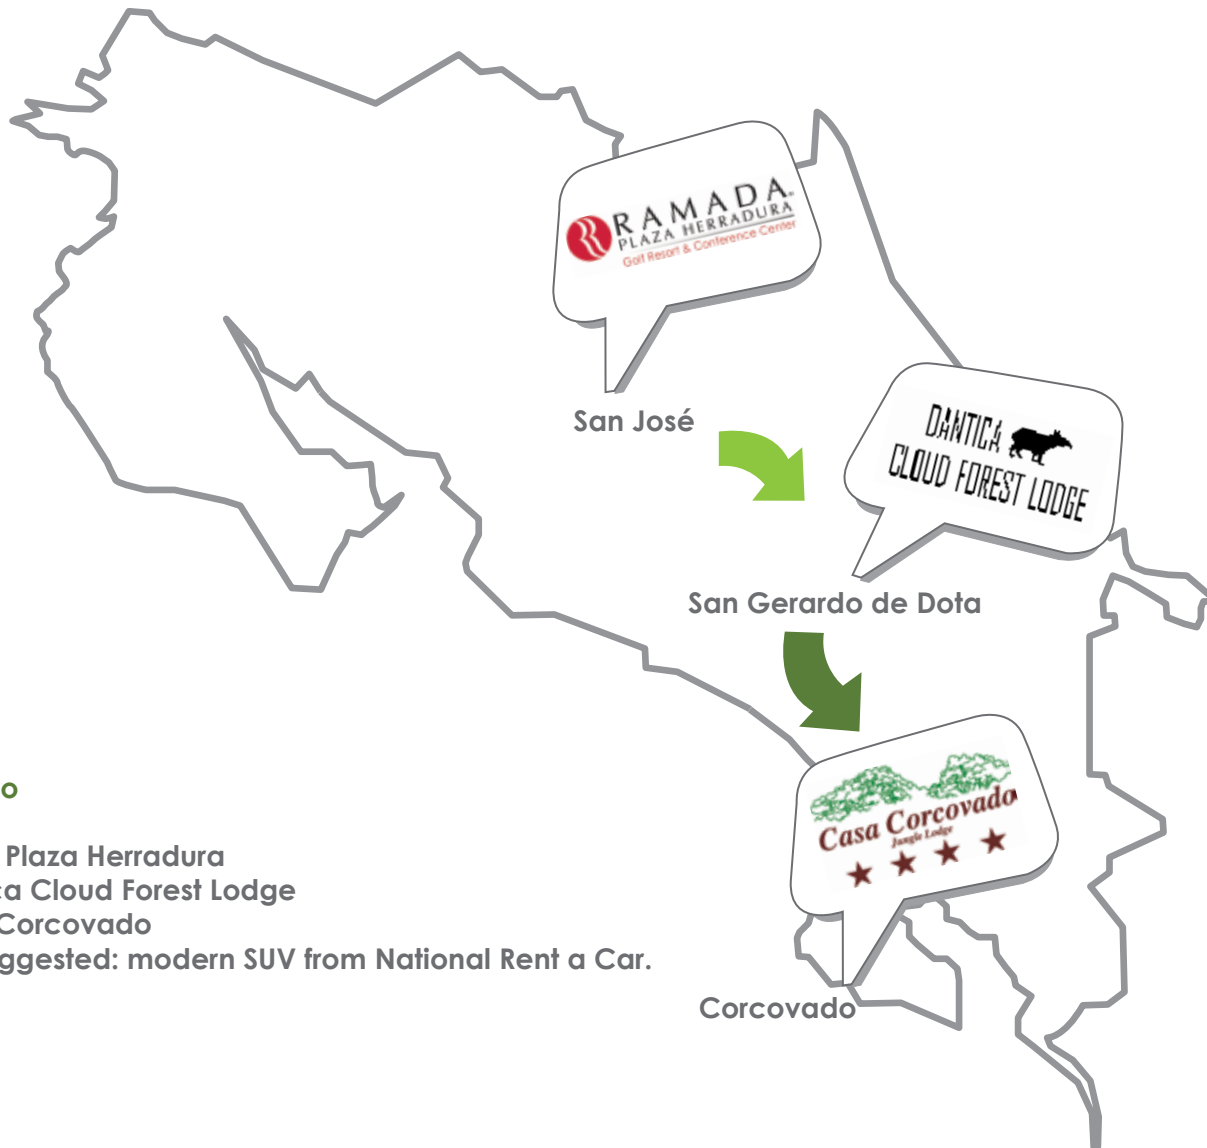 RAMADA
PLAZA HERRADURA
Golf Resort & Conference Center
San José
DANTICA
CLOUD FOREST LODGE
San Gerardo de Dota
Casa Corcovado
Jungle Lodge
o
Plaza Herradura
a Cloud Forest Lodge
Corcovado
ggested: modern SUV from National Rent a Car.
Corcovado